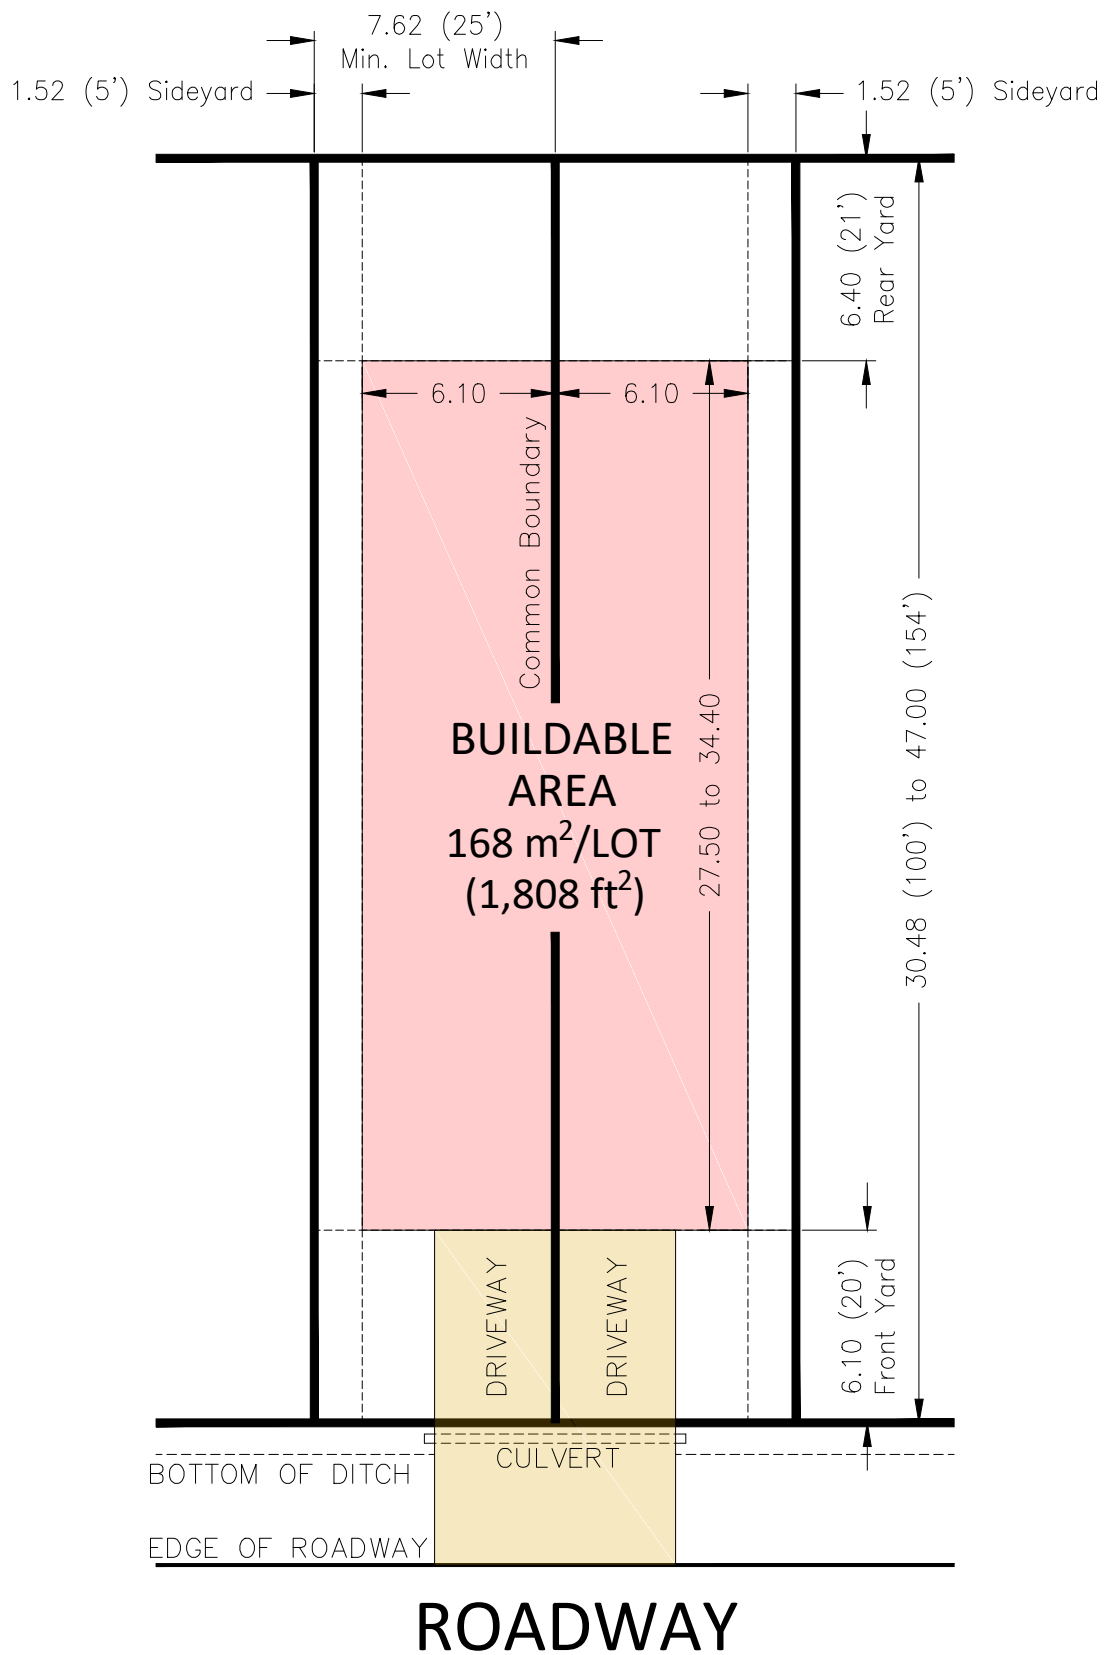 7.62 (25')
Min. Lot Width
1.52 (5') Sideyard
1.52 (5') Sideyard
6.40 (21')
Rear Yard
6.10
6.10
Common Boundary
30.48 (100') to 47.00 (154')
27.50 to 34.40
BUILDABLE
AREA
168 m²/LOT
(1,808 ft²)
DRIVEWAY
DRIVEWAY
6.10 (20')
Front Yard
CULVERT
BOTTOM OF DITCH
EDGE OF ROADWAY
ROADWAY